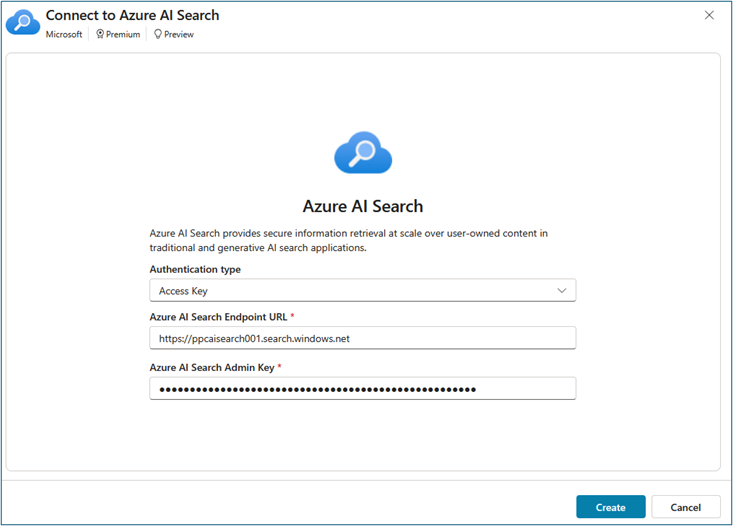 Connect to Azure AI Search
Microsoft Premium Preview
Azure AI Search
Azure AI Search provides secure information retrieval at scale over user-owned content in
traditional and generative AI search applications.
Authentication type
Access Key
Azure AI Search Endpoint URL *
https://ppcaisearch001.search.windows.net
Azure AI Search Admin Key *
●●●●●●●●●●●●●●●●●●●●●●●●●●●●●●●●●●●●●●●●●●●●●●●●●●●●
Create Cancel